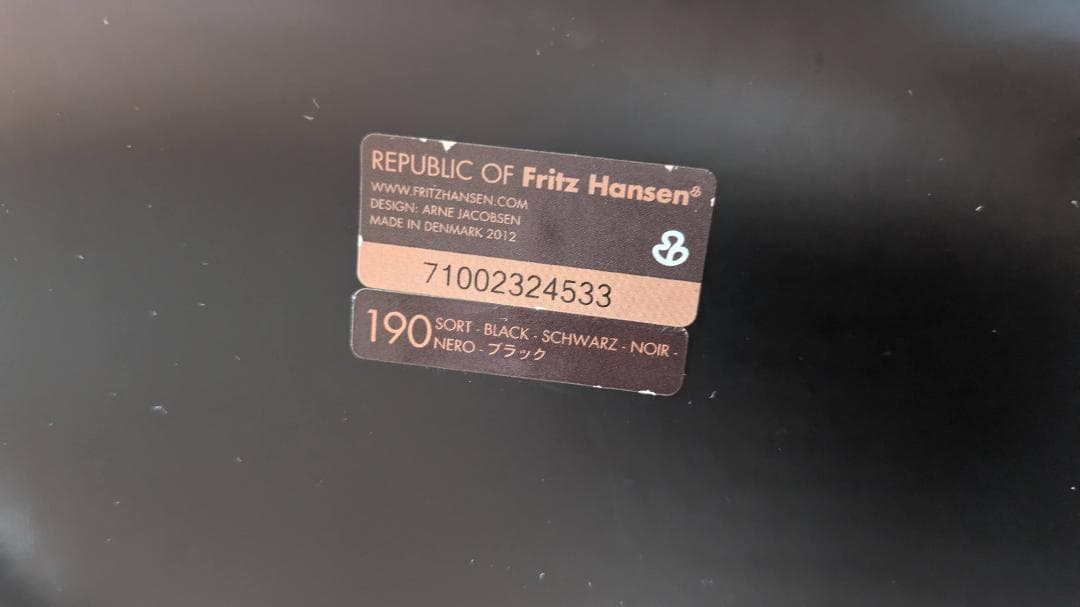 REPUBLIC OF Fritz Hansen®
WWW.FRITZHANSEN.COM
DESIGN: ARNE JACOBSEN
MADE IN DENMARK 2012
71002324533
190 SORT - BLACK - SCHWARZ - NOIR -
NERO - ブラック